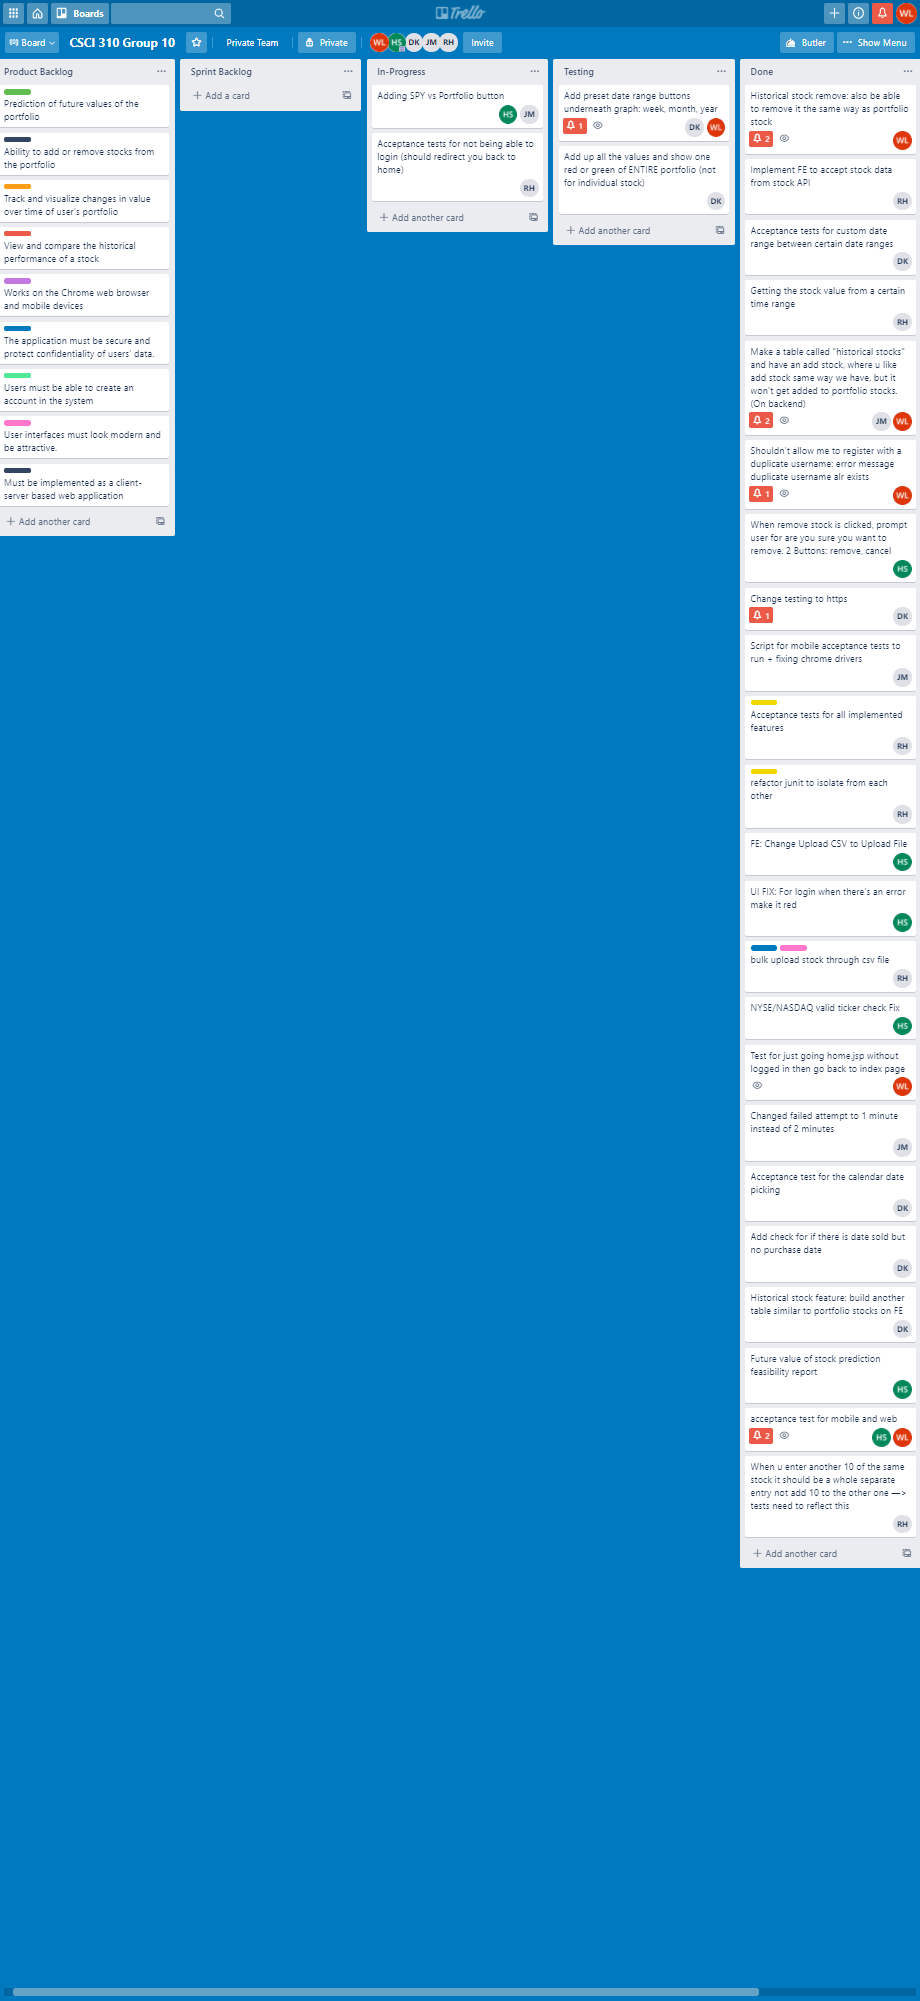 Boards
Trello
WL
Board
CSCI 310 Group 10
Private Team
Private
WL HS DK JM RH
Invite
Butler
Show Menu
Product Backlog
Prediction of future values of the
portfolio
Ability to add or remove stocks from
the portfolio
Track and visualize changes in value
over time of user's portfolio
View and compare the historical
performance of a stock
Works on the Chrome web browser
and mobile devices
The application must be secure and
protect confidentiality of users' data.
Users must be able to create an
account in the system
User interfaces must look modern and
be attractive.
Must be implemented as a client-
server based web application
+ Add another card
Sprint Backlog
+ Add a card
In-Progress
Adding SPY vs Portfolio button
HS JM
Acceptance tests for not being able to
login (should redirect you back to
home)
RH
+ Add another card
Testing
Add preset date range buttons
underneath graph: week, month, year
1
DK WL
Add up all the values and show one
red or green of ENTIRE portfolio (not
for individual stock)
DK
+ Add another card
Done
Historical stock remove: also be able
to remove it the same way as portfolio
stock
2
WL
Implement FE to accept stock data
from stock API
RH
Acceptance tests for custom date
range between certain date ranges
DK
Getting the stock value from a certain
time range
RH
Make a table called "historical stocks"
and have an add stock, where u like
add stock same way we have, but it
won't get added to portfolio stocks.
(On backend)
2
JM WL
Shouldn't allow me to register with a
duplicate username: error message
duplicate username alr exists
1
WL
When remove stock is clicked, prompt
user for are you sure you want to
remove. 2 Buttons: remove, cancel
HS
Change testing to https
1
DK
Script for mobile acceptance tests to
run + fixing chrome drivers
JM
Acceptance tests for all implemented
features
RH
refactor junit to isolate from each
other
RH
FE: Change Upload CSV to Upload File
HS
UI FIX: For login when there's an error
make it red
HS
bulk upload stock through csv file
RH
NYSE/NASDAQ valid ticker check Fix
HS
Test for just going home.jsp without
logged in then go back to index page
WL
Changed failed attempt to 1 minute
instead of 2 minutes
JM
Acceptance test for the calendar date
picking
DK
Add check for if there is date sold but
no purchase date
DK
Historical stock feature: build another
table similar to portfolio stocks on FE
DK
Future value of stock prediction
feasibility report
HS
acceptance test for mobile and web
2
HS WL
When u enter another 10 of the same
stock it should be a whole separate
entry not add 10 to the other one —>
tests need to reflect this
RH
+ Add another card